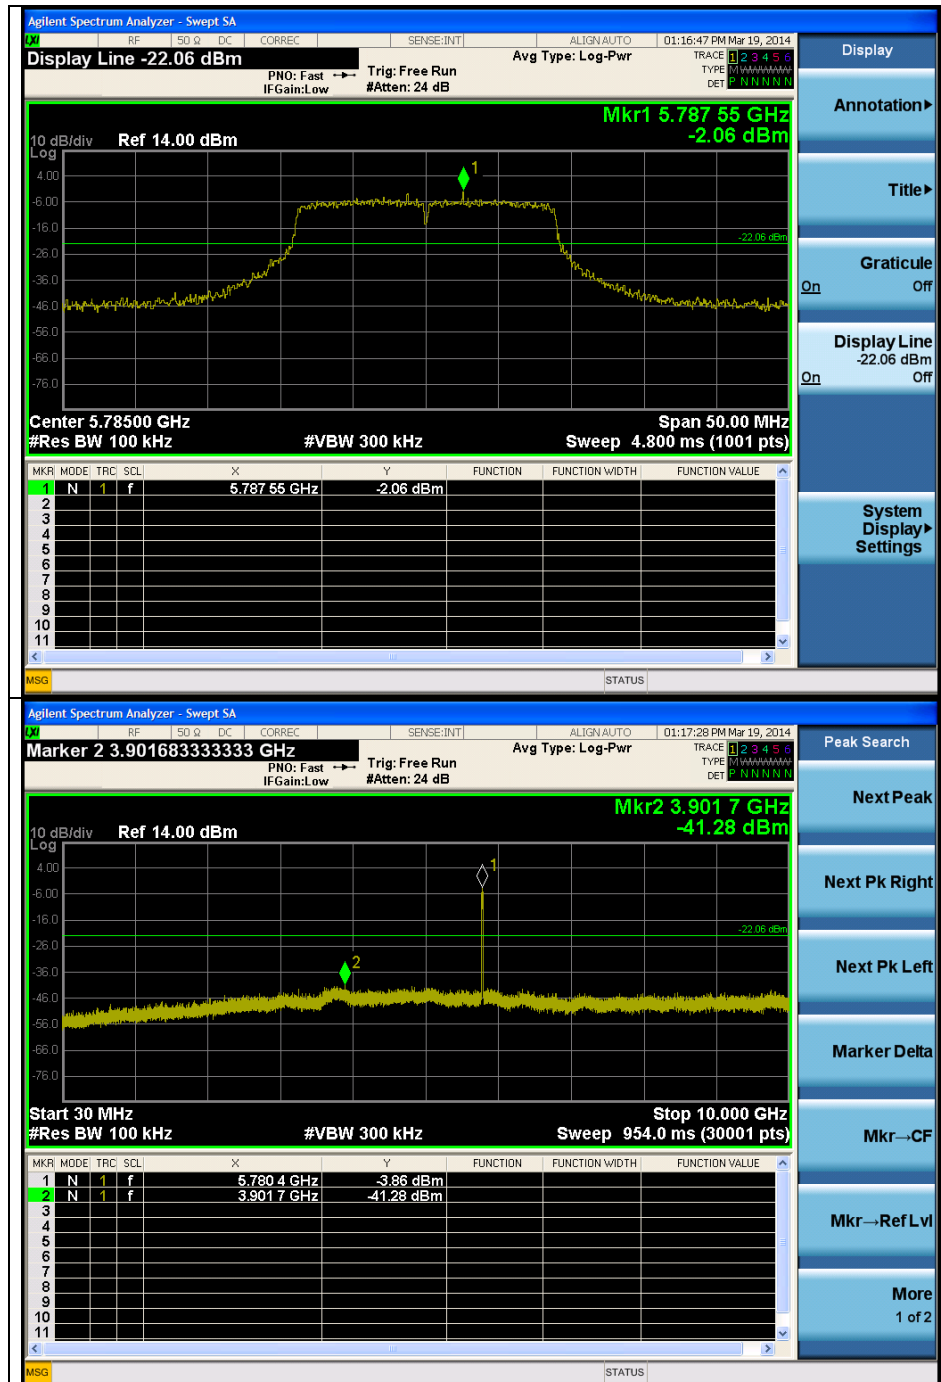 Agilent Spectrum Analyzer - Swept SA
LXI RF 50 Ω DC CORREC SENSE:INT ALIGN AUTO 01:16:47 PM Mar 19, 2014
Display Line -22.06 dBm
PNO: Fast
IFGain:Low
Trig: Free Run
#Atten: 24 dB
Avg Type: Log-Pwr
TRACE 1 2 3 4 5 6
TYPE M
DET P N N N N N
Mkr1 5.787 55 GHz
-2.06 dBm
10 dB/div Ref 14.00 dBm
Log
4.00
-6.00
-16.0
-26.0
-36.0
-46.0
-56.0
-66.0
-76.0
1
-22.06 dBm
Center 5.78500 GHz Span 50.00 MHz
#Res BW 100 kHz #VBW 300 kHz Sweep 4.800 ms (1001 pts)
MKR MODE TRC SCL X Y FUNCTION FUNCTION WIDTH FUNCTION VALUE
1 N 1 f 5.787 55 GHz -2.06 dBm
2
3
4
5
6
7
8
9
10
11
MSG STATUS
Display
Annotation
Title
Graticule
On Off
Display Line
-22.06 dBm
On Off
System
Display
Settings
Agilent Spectrum Analyzer - Swept SA
LXI RF 50 Ω DC CORREC SENSE:INT ALIGN AUTO 01:17:28 PM Mar 19, 2014
Marker 2 3.901683333333 GHz
PNO: Fast
IFGain:Low
Trig: Free Run
#Atten: 24 dB
Avg Type: Log-Pwr
TRACE 1 2 3 4 5 6
TYPE M
DET P N N N N N
Mkr2 3.901 7 GHz
-41.28 dBm
10 dB/div Ref 14.00 dBm
Log
4.00
-6.00
-16.0
-26.0
-36.0
-46.0
-56.0
-66.0
-76.0
1
2
-22.06 dBm
Start 30 MHz Stop 10.000 GHz
#Res BW 100 kHz #VBW 300 kHz Sweep 954.0 ms (30001 pts)
MKR MODE TRC SCL X Y FUNCTION FUNCTION WIDTH FUNCTION VALUE
1 N 1 f 5.780 4 GHz -3.86 dBm
2 N 1 f 3.901 7 GHz -41.28 dBm
3
4
5
6
7
8
9
10
11
MSG STATUS
Peak Search
Next Peak
Next Pk Right
Next Pk Left
Marker Delta
Mkr→CF
Mkr→Ref Lvl
More
1 of 2